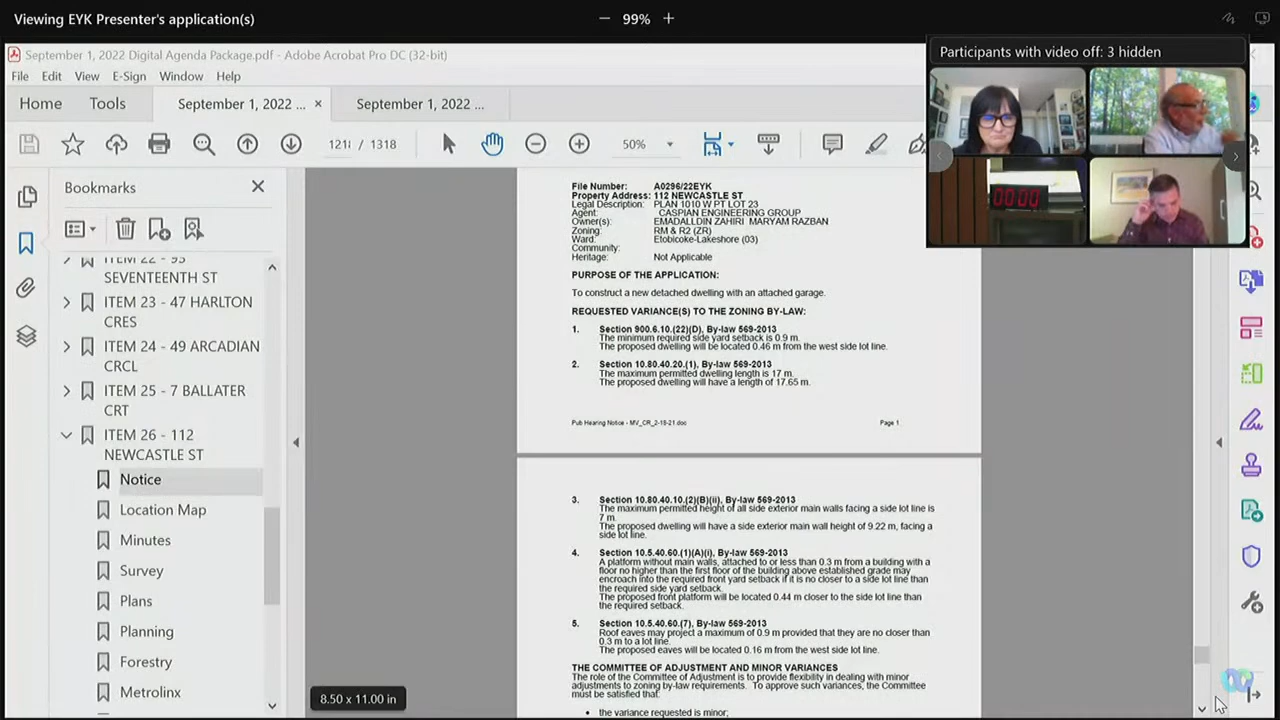 Viewing EYK Presenter's application(s)
99%
Participants with video off: 3 hidden
September 1, 2022 Digital Agenda Package.pdf - Adobe Acrobat Pro DC (32-bit)
File Edit View E-Sign Window Help
Home Tools September 1, 2022 ... × September 1, 2022 ...
1218 / 1318 50%
Bookmarks
ITEM 22 - 95
SEVENTEENTH ST
ITEM 23 - 47 HARLTON
CRES
ITEM 24 - 49 ARCADIAN
CRCL
ITEM 25 - 7 BALLATER
CRT
ITEM 26 - 112
NEWCASTLE ST
Notice
Location Map
Minutes
Survey
Plans
Planning
Forestry
Metrolinx
8.50 x 11.00 in
File Number: A0296/22EYK
Property Address: 112 NEWCASTLE ST
Legal Description: PLAN 1010 W PT LOT 23
Agent: CASPIAN ENGINEERING GROUP
Owner(s): EMADALLDIN ZAHIRI MARYAM RAZBAN
Zoning: RM & R2 (ZR)
Ward: Etobicoke-Lakeshore (03)
Community:
Heritage: Not Applicable
PURPOSE OF THE APPLICATION:
To construct a new detached dwelling with an attached garage.
REQUESTED VARIANCE(S) TO THE ZONING BY-LAW:
1. Section 900.6.10.(22)(D), By-law 569-2013
The minimum required side yard setback is 0.9 m.
The proposed dwelling will be located 0.46 m from the west side lot line.
2. Section 10.80.40.20.(1), By-law 569-2013
The maximum permitted dwelling length is 17 m.
The proposed dwelling will have a length of 17.65 m.
Pub Hearing Notice - MV_CR_2-18-21.doc Page 1
3. Section 10.80.40.10.(2)(B)(ii), By-law 569-2013
The maximum permitted height of all side exterior main walls facing a side lot line is
7 m.
The proposed dwelling will have a side exterior main wall height of 9.22 m, facing a
side lot line.
4. Section 10.5.40.60.(1)(A)(i), By-law 569-2013
A platform without main walls, attached to or less than 0.3 m from a building with a
floor no higher than the first floor of the building above established grade may
encroach into the required front yard setback if it is no closer to a side lot line than
the required side yard setback.
The proposed front platform will be located 0.44 m closer to the side lot line than
the required setback.
5. Section 10.5.40.60.(7), By-law 569-2013
Roof eaves may project a maximum of 0.9 m provided that they are no closer than
0.3 m to a lot line.
The proposed eaves will be located 0.16 m from the west side lot line.
THE COMMITTEE OF ADJUSTMENT AND MINOR VARIANCES
The role of the Committee of Adjustment is to provide flexibility in dealing with minor
adjustments to zoning by-law requirements. To approve such variances, the Committee
must be satisfied that:
• the variance requested is minor;
00:00